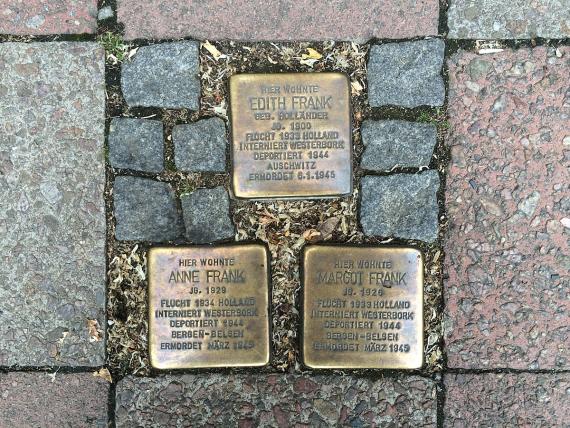 HIER WOHNTE
EDITH FRANK
GEB. HOLLÄNDER
JG. 1900
FLUCHT 1933 HOLLAND
INTERNIERT WESTERBORK
DEPORTIERT 1944
AUSCHWITZ
ERMORDET 6.1.1945
HIER WOHNTE
ANNE FRANK
JG. 1929
FLUCHT 1934 HOLLAND
INTERNIERT WESTERBORK
DEPORTIERT 1944
BERGEN-BELSEN
ERMORDET MÄRZ 1945
HIER WOHNTE
MARGOT FRANK
JG. 1926
FLUCHT 1933 HOLLAND
INTERNIERT WESTERBORK
DEPORTIERT 1944
BERGEN-BELSEN
ERMORDET MÄRZ 1945